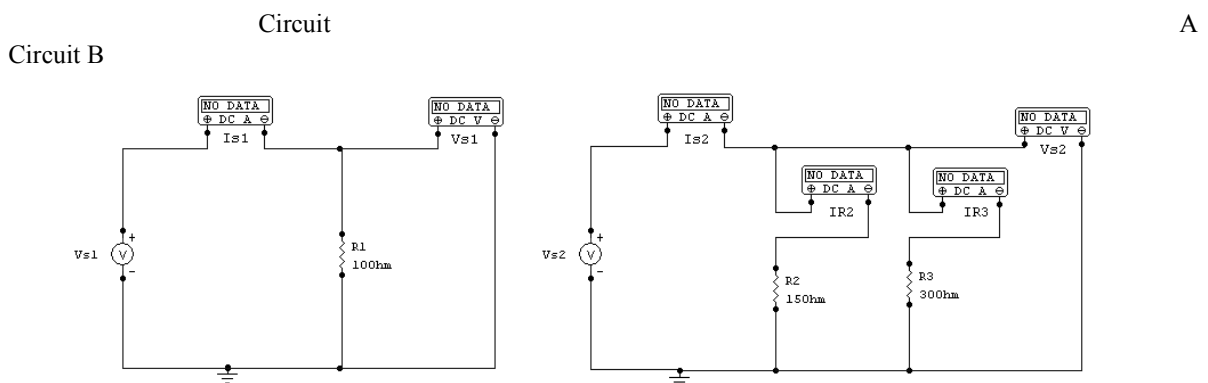 Circuit A
Circuit B
NO DATA
⊕ DC A ⊖
Is1
NO DATA
⊕ DC V ⊖
Vs1
Vs1
+
V
-
R1
10Ohm
NO DATA
⊕ DC A ⊖
Is2
NO DATA
⊕ DC V ⊖
Vs2
NO DATA
⊕ DC A ⊖
IR2
NO DATA
⊕ DC A ⊖
IR3
Vs2
+
V
-
R2
15Ohm
R3
30Ohm